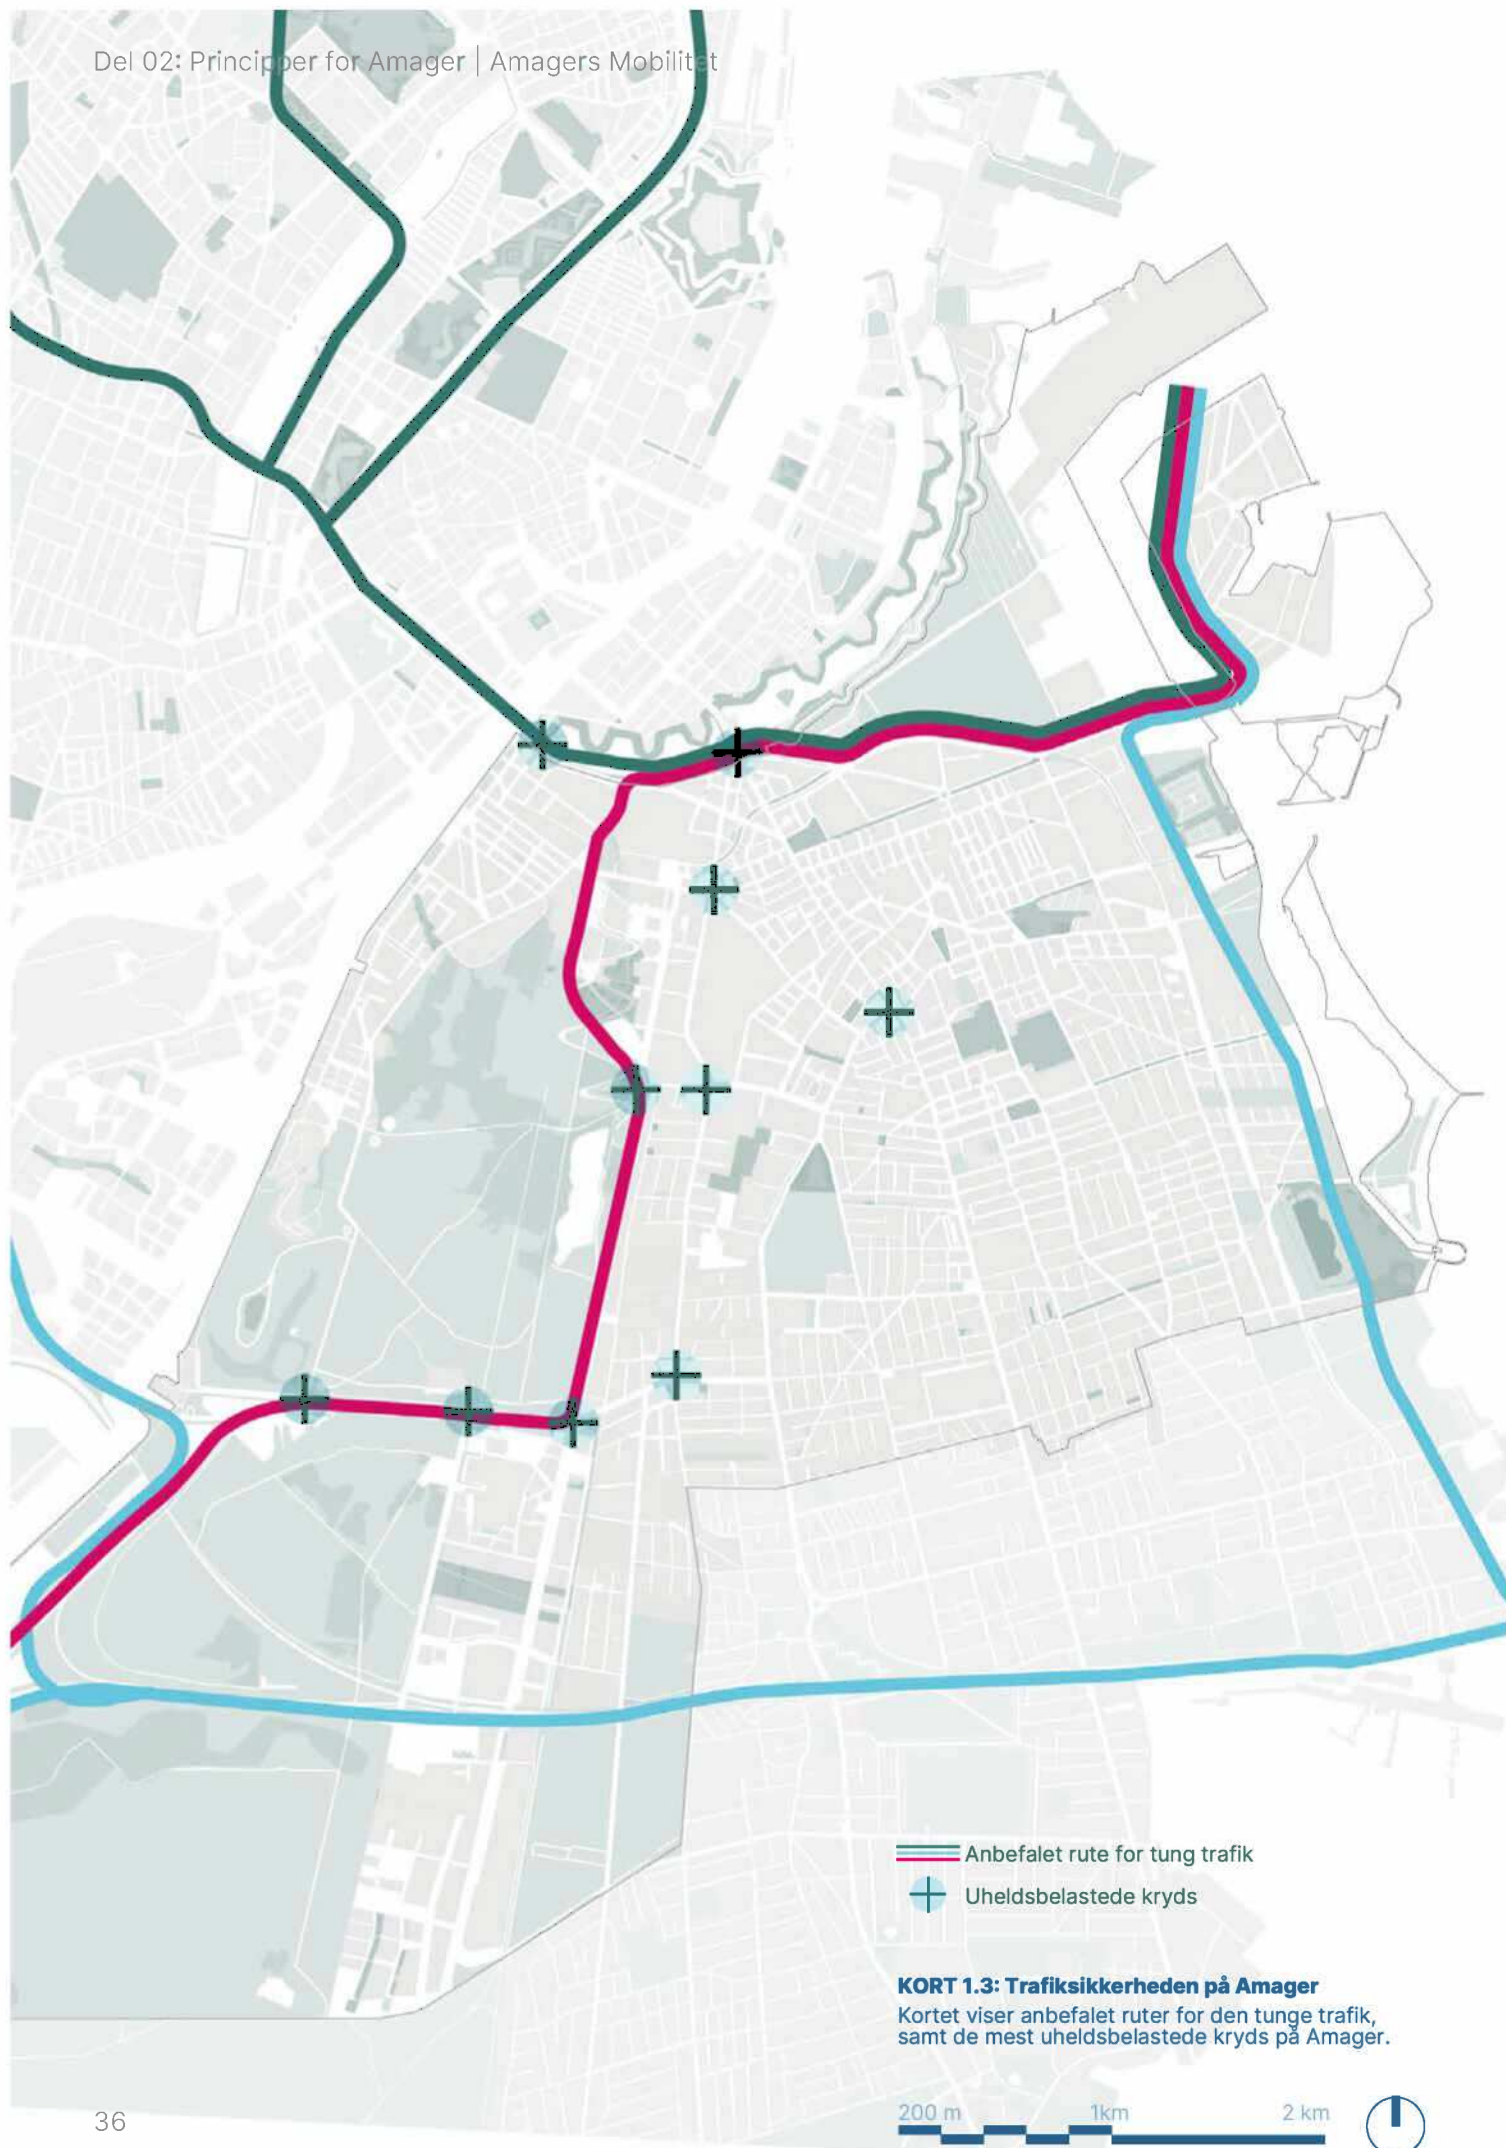 Del 02: Principper for Amager | Amagers Mobilitet
Anbefalet rute for tung trafik
Uheldsbelastede kryds
KORT 1.3: Trafiksikkerheden på Amager
Kortet viser anbefalet ruter for den tunge trafik,
samt de mest uheldsbelastede kryds på Amager.
200 m 1km 2 km
36